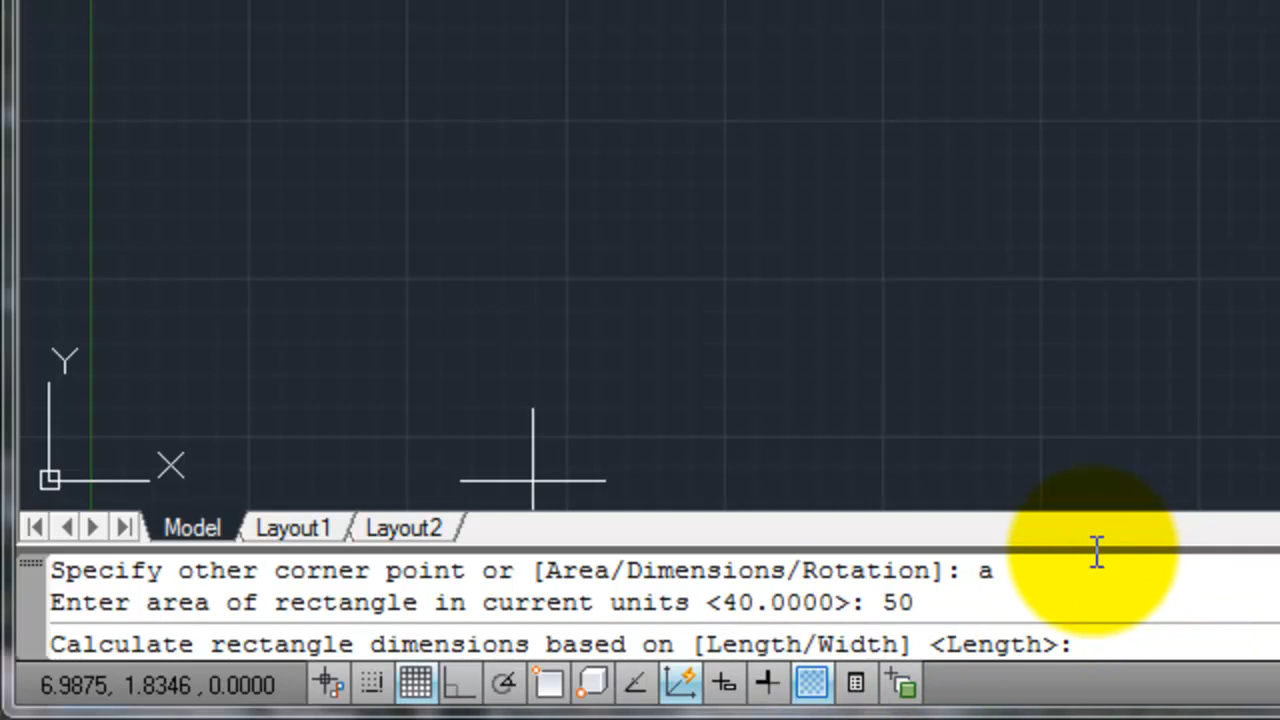 Y
X
Model Layout1 Layout2
Specify other corner point or [Area/Dimensions/Rotation]: a
Enter area of rectangle in current units <40.0000>: 50
Calculate rectangle dimensions based on [Length/Width] <Length>:
6.9875, 1.8346 , 0.0000